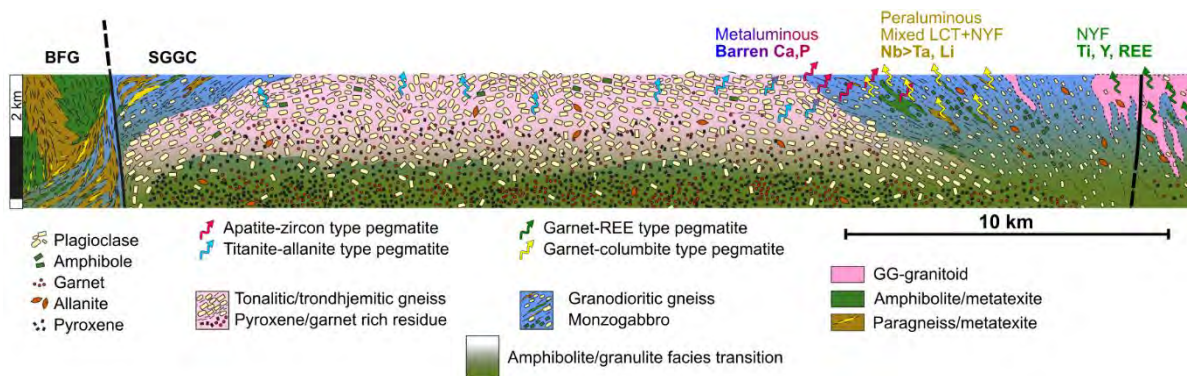 BFG
SGGC
Metaluminous
Barren Ca,P
Peraluminous
Mixed LCT+NYF
Nb>Ta, Li
NYF
Ti, Y, REE
2 km
10 km
Plagioclase
Amphibole
Garnet
Allanite
Pyroxene
Apatite-zircon type pegmatite
Titanite-allanite type pegmatite
Tonalitic/trondhjemitic gneiss
Pyroxene/garnet rich residue
Garnet-REE type pegmatite
Garnet-columbite type pegmatite
Granodioritic gneiss
Monzogabbro
GG-granitoid
Amphibolite/metatexite
Paragneiss/metatexite
Amphibolite/granulite facies transition